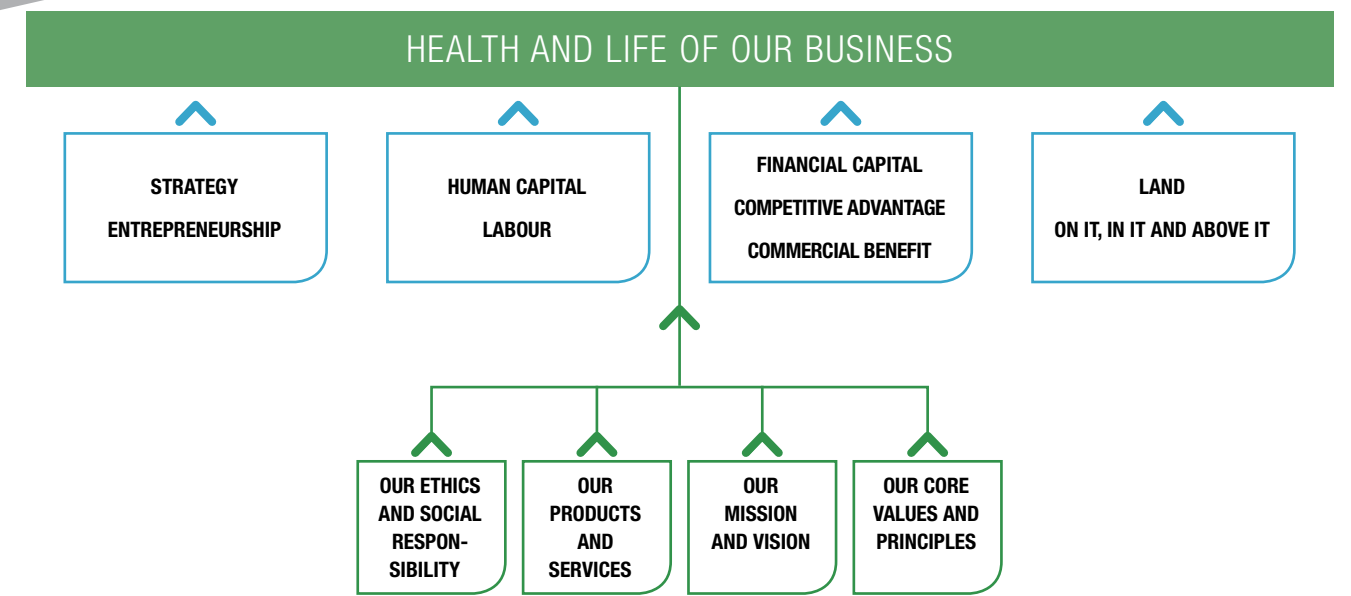 HEALTH AND LIFE OF OUR BUSINESS
STRATEGY
ENTREPRENEURSHIP
HUMAN CAPITAL
LABOUR
FINANCIAL CAPITAL
COMPETITIVE ADVANTAGE
COMMERCIAL BENEFIT
LAND
ON IT, IN IT AND ABOVE IT
OUR ETHICS
AND SOCIAL
RESPON-
SIBILITY
OUR
PRODUCTS
AND
SERVICES
OUR
MISSION
AND VISION
OUR CORE
VALUES AND
PRINCIPLES